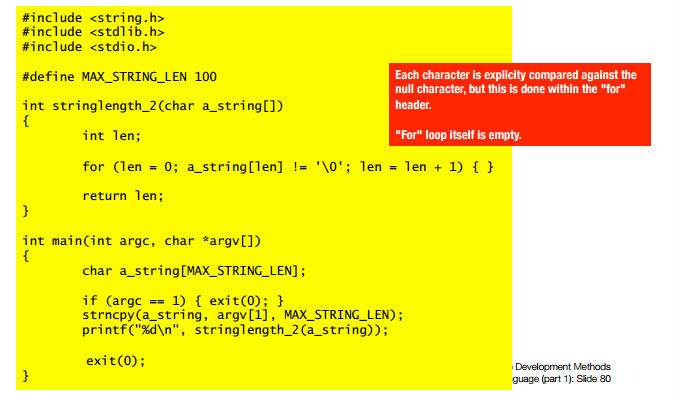 #include <string.h>
#include <stdlib.h>
#include <stdio.h>
#define MAX_STRING_LEN 100
int stringlength_2(char a_string[])
{
int len;
for (len = 0; a_string[len] != '\0'; len = len + 1) { }
return len;
}
int main(int argc, char *argv[])
{
char a_string[MAX_STRING_LEN];
if (argc == 1) { exit(0); }
strncpy(a_string, argv[1], MAX_STRING_LEN);
printf("%d\n", stringlength_2(a_string));
exit(0);
}
Each character is explicity compared against the
null character, but this is done within the "for"
header.
"For" loop itself is empty.
Development Methods
(part 1): Slide 80